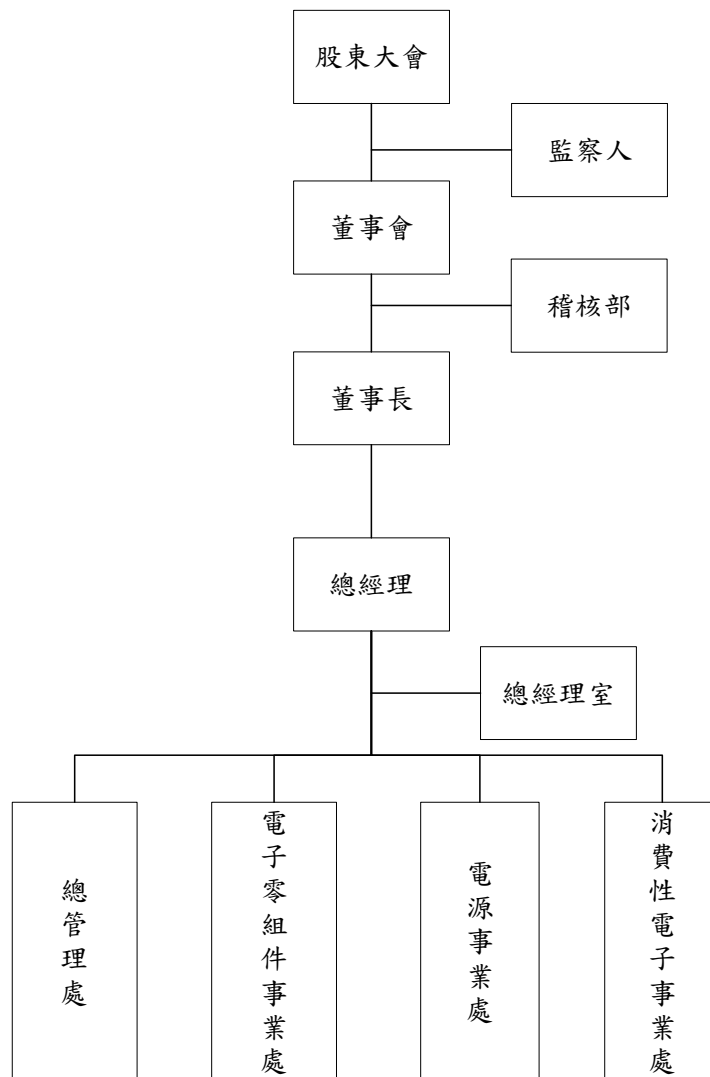 股東大會
監察人
董事會
稽核部
董事長
總經理
總經理室
總管理處
電子零組件事業處
電源事業處
消費性電子事業處